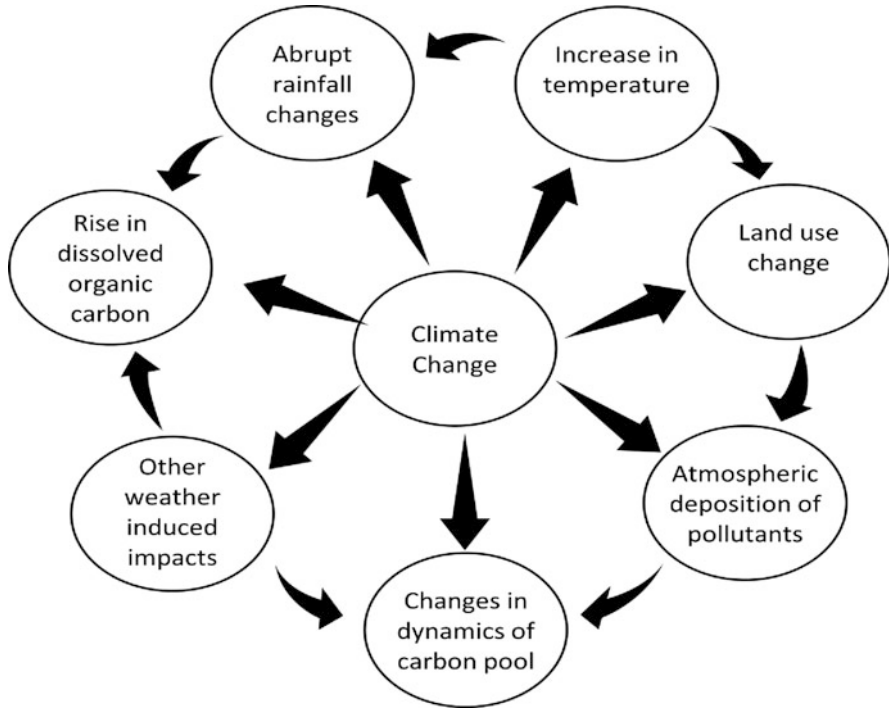 Abrupt
rainfall
changes
Increase in
temperature
Rise in
dissolved
organic
carbon
Land use
change
Climate
Change
Other
weather
induced
impacts
Atmospheric
deposition of
pollutants
Changes in
dynamics of
carbon pool